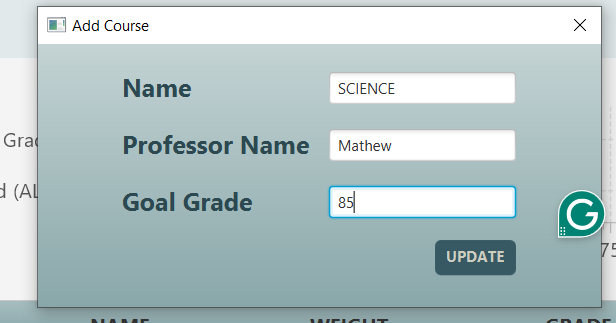 Add Course
Name SCIENCE
Professor Name Mathew
Goal Grade 85
UPDATE
NAME WEIGHT GRADE